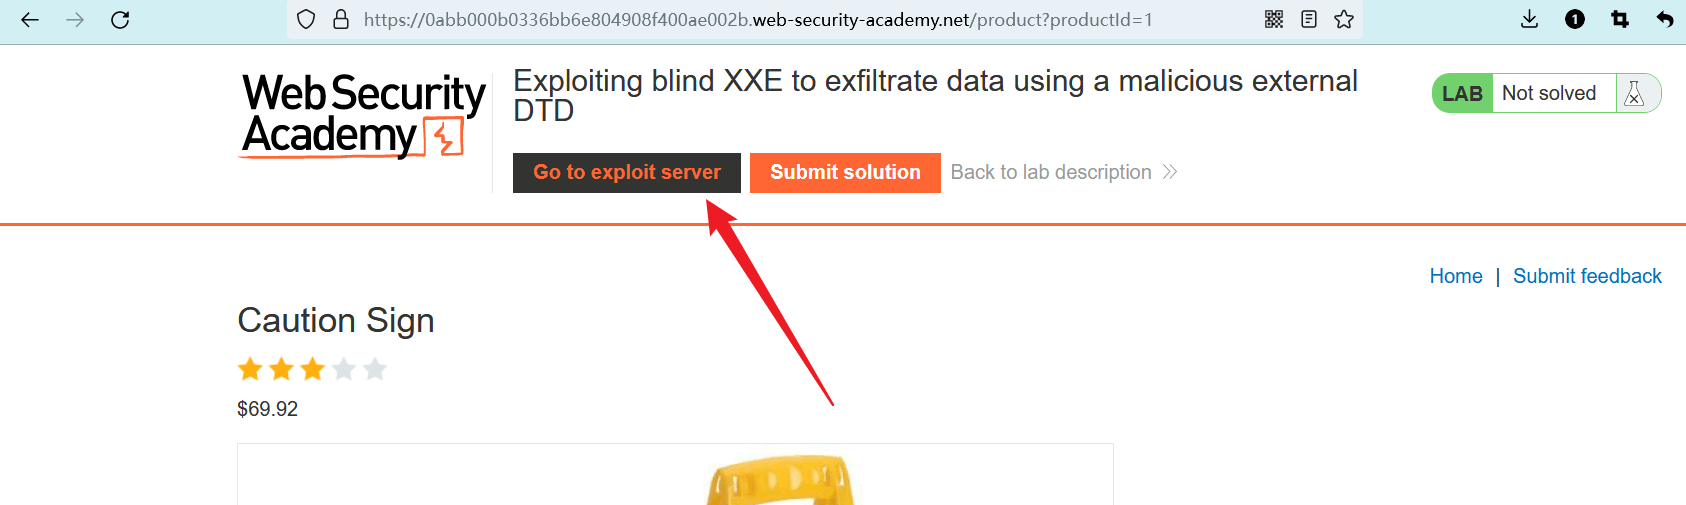 https://0abb000b0336bb6e804908f400ae002b.web-security-academy.net/product?productId=1
1
Web Security
Academy
Exploiting blind XXE to exfiltrate data using a malicious external
DTD
LAB Not solved
Go to exploit server
Submit solution
Back to lab description
Home | Submit feedback
Caution Sign
$69.92